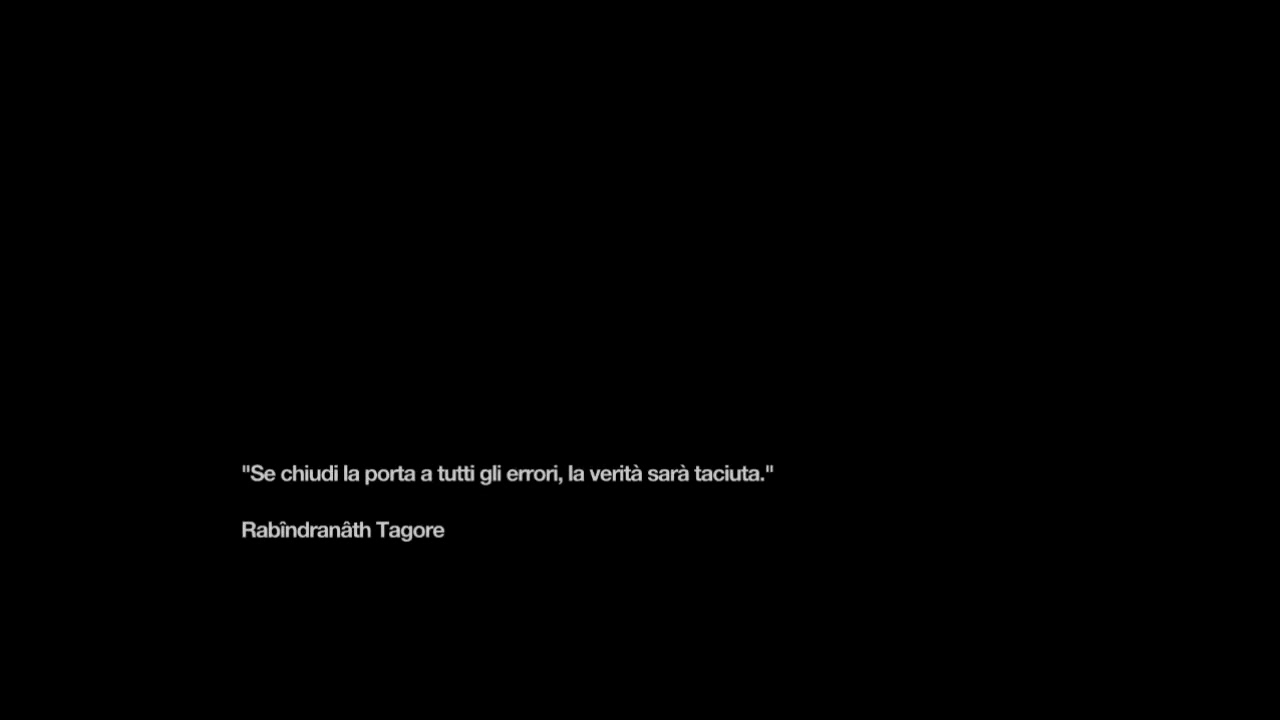 "Se chiudi la porta a tutti gli errori, la verità sarà taciuta."
Rabîndranâth Tagore